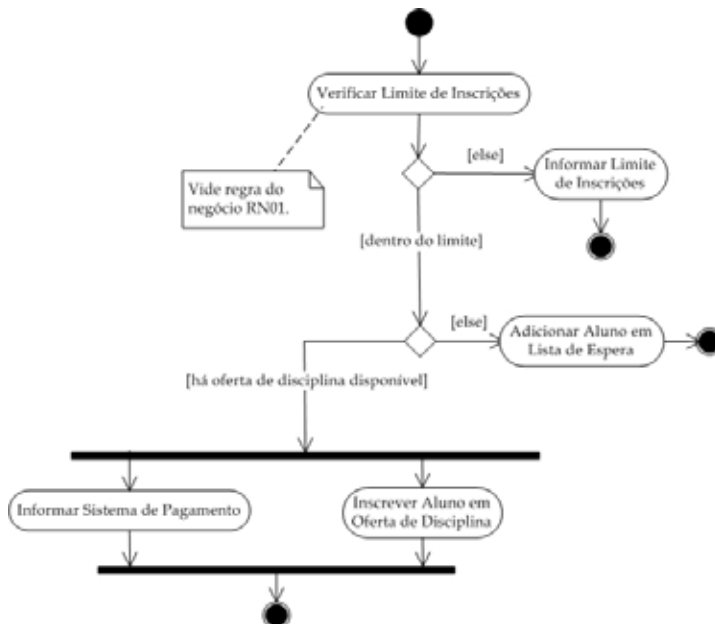 Verificar Limite de Inscrições
[else]
Informar Limite
de Inscrições
Vide regra do
negócio RN01.
[dentro do limite]
[else]
Adicionar Aluno em
Lista de Espera
[há oferta de disciplina disponível]
Informar Sistema de Pagamento
Inscrever Aluno em
Oferta de Disciplina